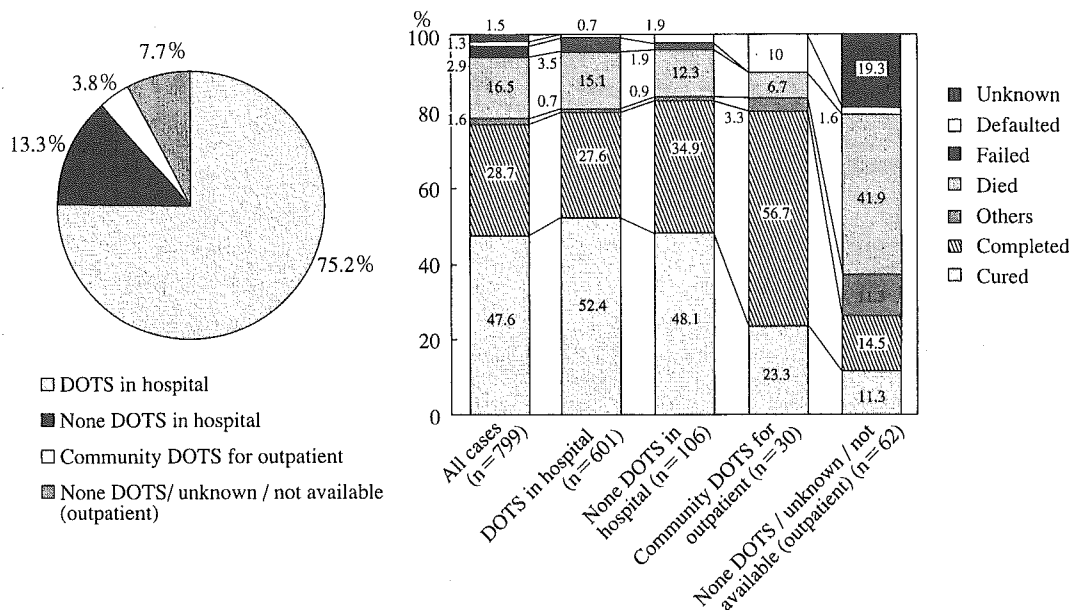 7.7%
3.8%
13.3%
75.2%
DOTS in hospital
None DOTS in hospital
Community DOTS for outpatient
None DOTS/ unknown / not available
(outpatient)
%
100
80
60
40
20
0
1.5
1.3
2.9
16.5
1.6
28.7
47.6
0.7
3.5
15.1
0.7
27.6
52.4
1.9
1.9
12.3
0.9
34.9
48.1
10
6.7
3.3
56.7
23.3
19.3
1.6
41.9
11.3
14.5
11.3
Unknown
Defaulted
Failed
Died
Others
Completed
Cured
All cases
(n = 799)
DOTS in hospital
(n = 601)
None DOTS in
hospital (n = 106)
Community DOTS for
outpatient (n = 30)
None DOTS / unknown / not
available (outpatient) (n = 62)